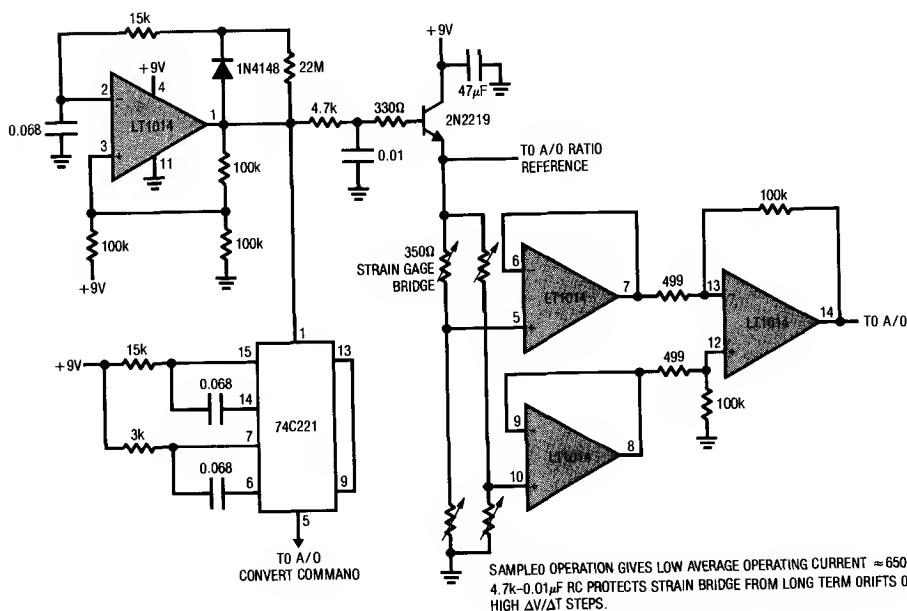 15k
+9V
1N4148
22M
+9V
47µF
2
4
−
LT1014
1
3
+
11
0.068
4.7k
330Ω
2N2219
0.01
TO A/O RATIO
REFERENCE
100k
100k
100k
+9V
350Ω
STRAIN GAGE
BRIDGE
6
−
LT1014
7
5
+
499
100k
13
−
LT1014
14
TO A/O
12
+
499
100k
9
−
LT1014
8
10
+
+9V
15k
0.068
3k
0.068
1
15
13
14
74C221
7
6
9
5
TO A/O
CONVERT COMMAND
SAMPLEO OPERATION GIVES LOW AVERAGE OPERATING CURRENT ≈ 650
4.7k-0.01µF RC PROTECTS STRAIN BRIDGE FROM LONG TERM DRIFTS
HIGH ΔV/ΔT STEPS.